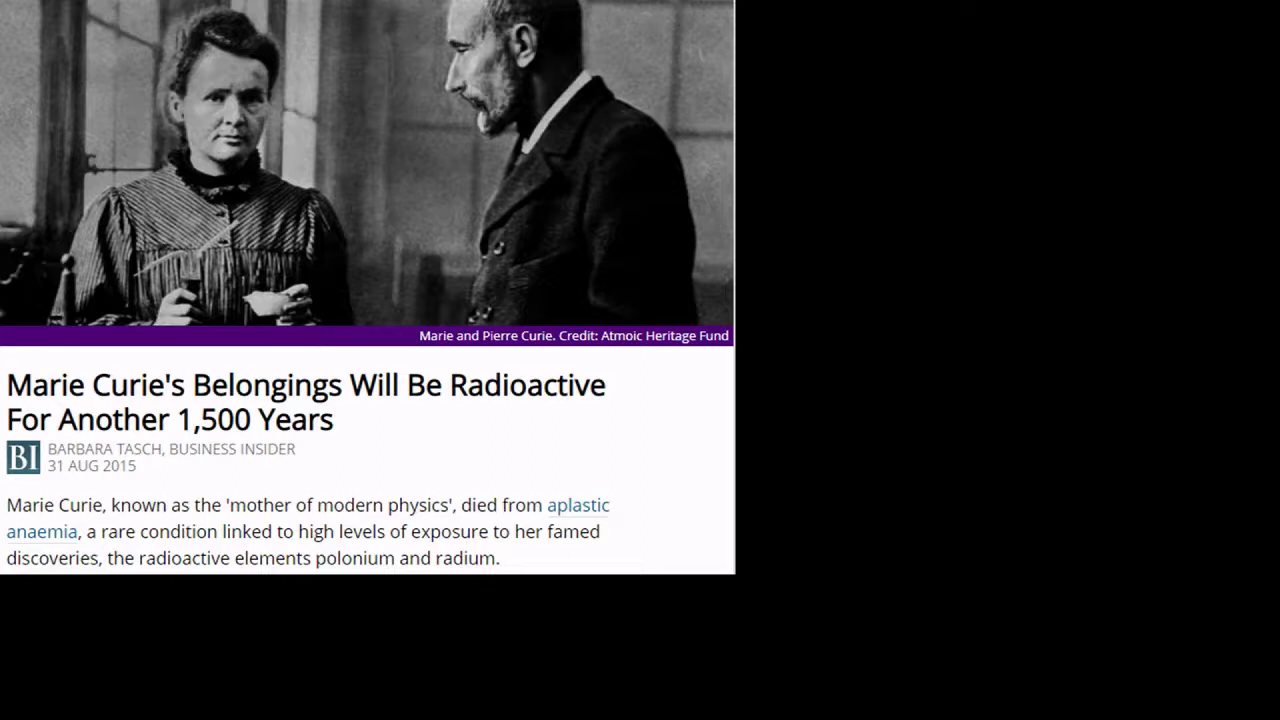 Marie and Pierre Curie. Credit: Atmoic Heritage Fund
Marie Curie's Belongings Will Be Radioactive
For Another 1,500 Years
BI
BARBARA TASCH, BUSINESS INSIDER
31 AUG 2015
Marie Curie, known as the 'mother of modern physics', died from aplastic
anaemia, a rare condition linked to high levels of exposure to her famed
discoveries, the radioactive elements polonium and radium.